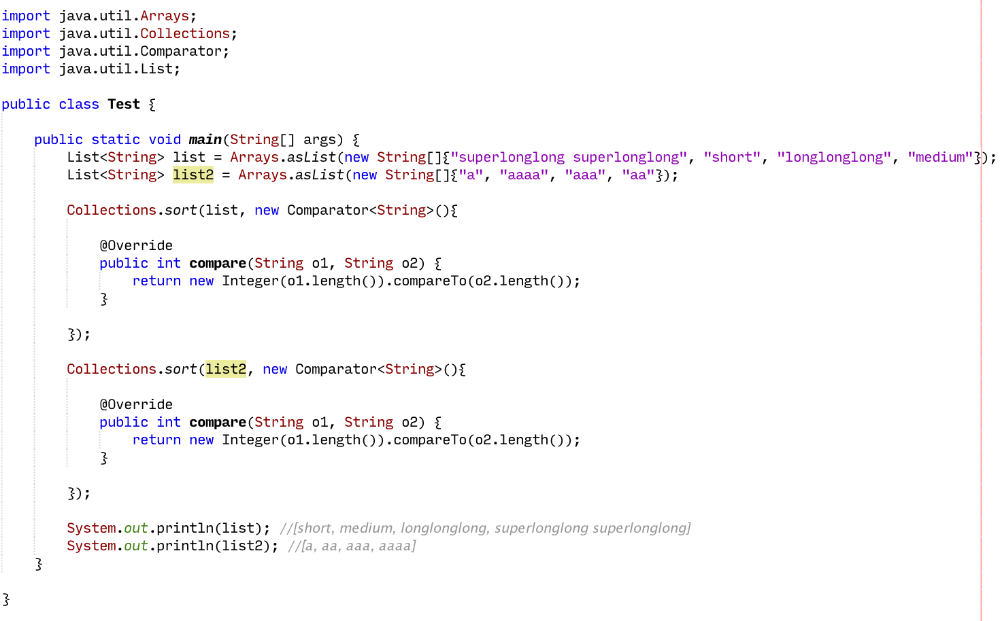 import java.util.Arrays;
import java.util.Collections;
import java.util.Comparator;
import java.util.List;

public class Test {

    public static void main(String[] args) {
        List<String> list = Arrays.asList(new String[]{"superlonglong superlonglong", "short", "longlonglong", "medium"});
        List<String> list2 = Arrays.asList(new String[]{"a", "aaaa", "aaa", "aa"});

        Collections.sort(list, new Comparator<String>(){

            @Override
            public int compare(String o1, String o2) {
                return new Integer(o1.length()).compareTo(o2.length());
            }

        });

        Collections.sort(list2, new Comparator<String>(){

            @Override
            public int compare(String o1, String o2) {
                return new Integer(o1.length()).compareTo(o2.length());
            }

        });

        System.out.println(list); //[short, medium, longlonglong, superlonglong superlonglong]
        System.out.println(list2); //[a, aa, aaa, aaaa]
    }

}